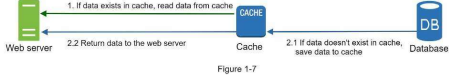 1. If data exists in cache, read data from cache
CACHE
DB
2.2 Return data to the web server
2.1 If data doesn't exist in cache,
save data to cache
Web server
Cache
Database
Figure 1-7